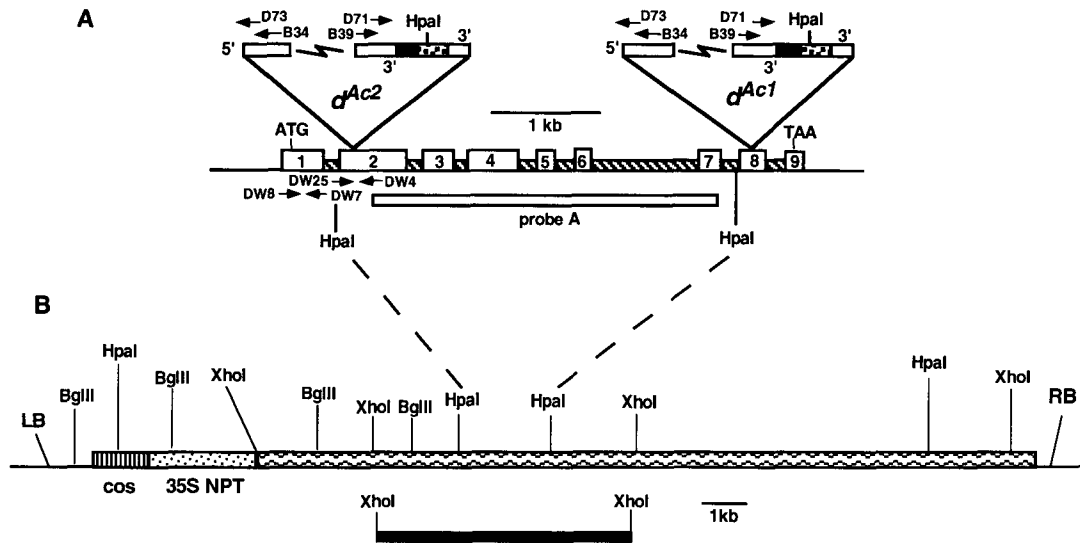 A
D73
B34
D71
B39
HpaI
3'
5'
3'
dAc2
D73
B34
D71
B39
HpaI
3'
5'
3'
dAc1
1 kb
ATG
TAA
1 2 3 4 5 6 7 8 9
DW25
DW4
DW8
DW7
probe A
HpaI
HpaI
B
HpaI
BglII
XhoI
BglII
LB
BglII
XhoI
BglII
HpaI
HpaI
XhoI
HpaI
XhoI
RB
cos
35S NPT
XhoI
XhoI
1kb